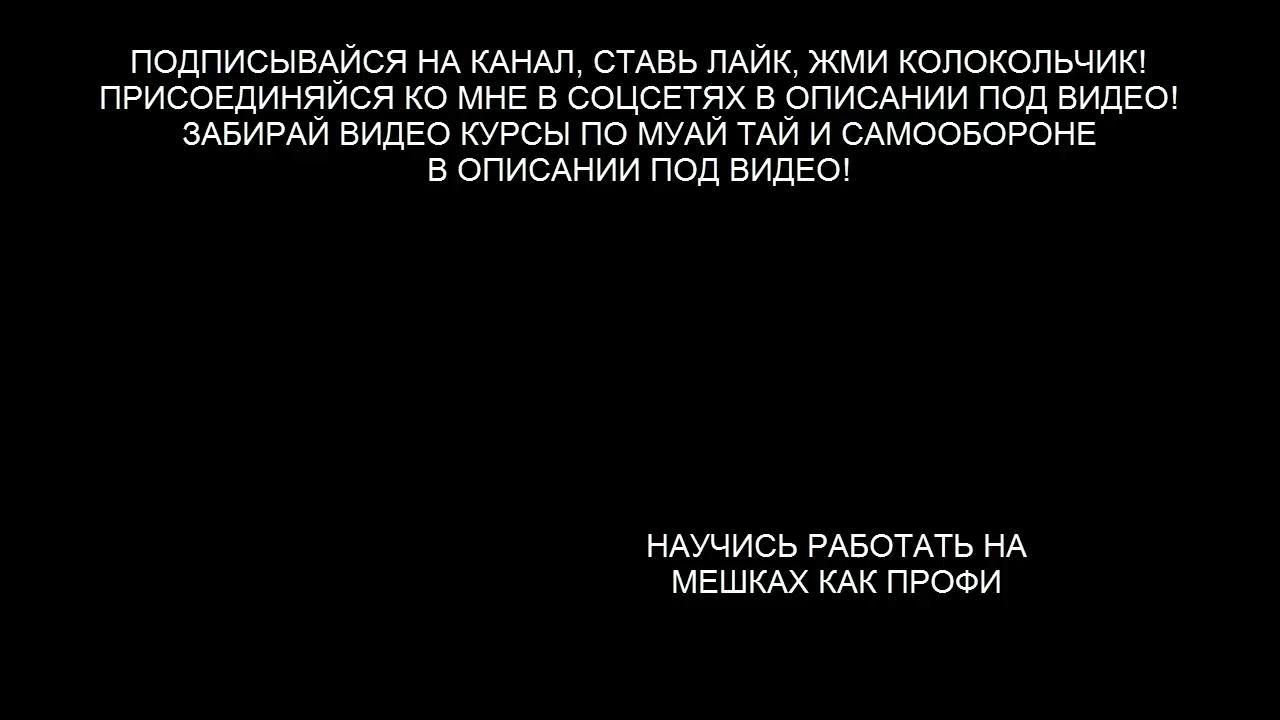 ПОДПИСЫВАЙСЯ НА КАНАЛ, СТАВЬ ЛАЙК, ЖМИ КОЛОКОЛЬЧИК!
ПРИСОЕДИНЯЙСЯ КО МНЕ В СОЦСЕТЯХ В ОПИСАНИИ ПОД ВИДЕО!
ЗАБИРАЙ ВИДЕО КУРСЫ ПО МУАЙ ТАЙ И САМООБОРОНЕ
В ОПИСАНИИ ПОД ВИДЕО!
НАУЧИСЬ РАБОТАТЬ НА
МЕШКАХ КАК ПРОФИ